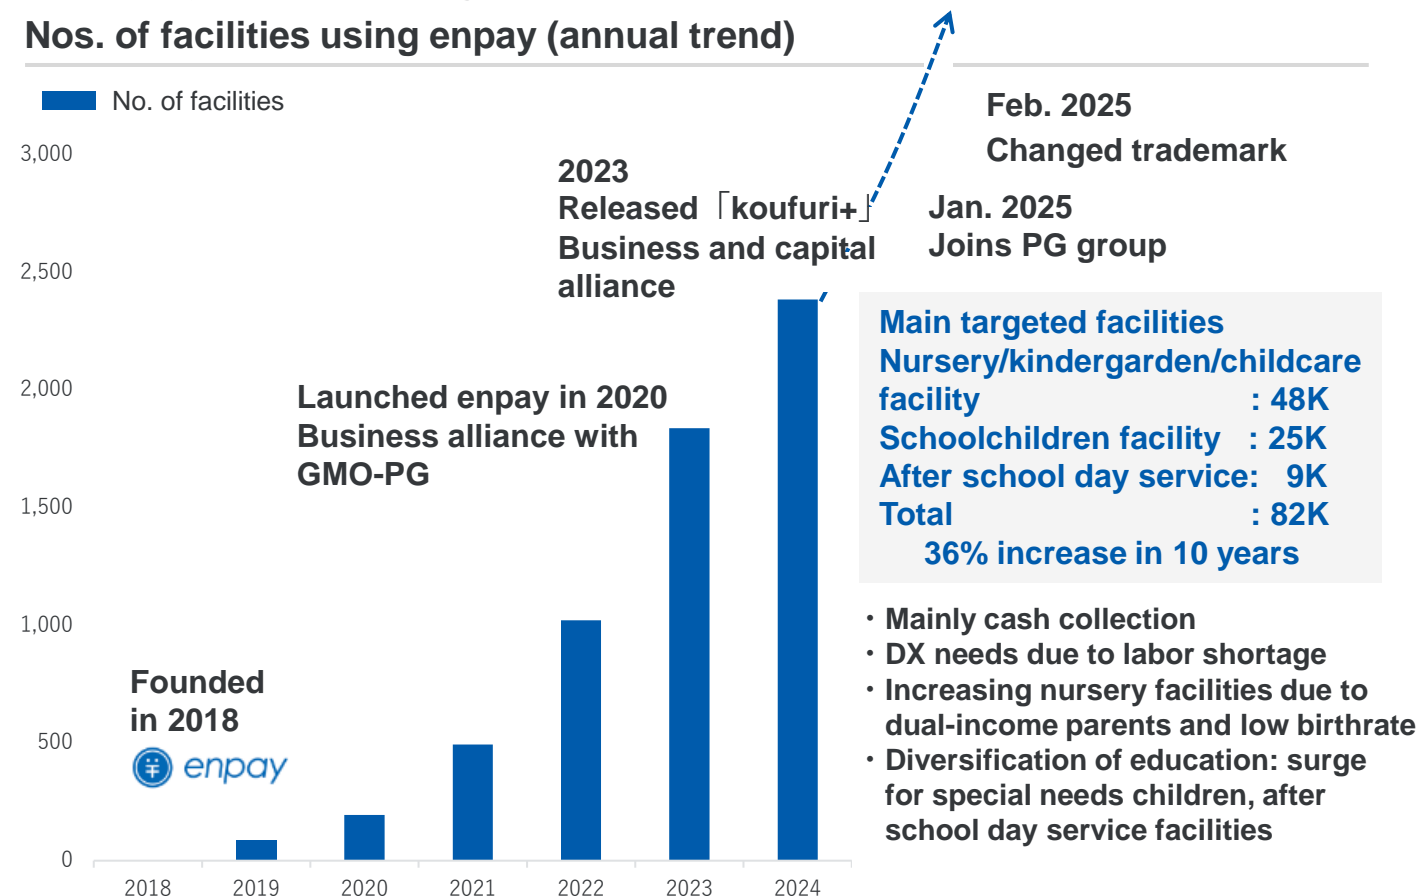 Nos. of facilities using enpay (annual trend)
No. of facilities
3,000
2,500
2,000
1,500
1,000
500
0
2018 2019 2020 2021 2022 2023 2024
Founded
in 2018
enpay
Launched enpay in 2020
Business alliance with
GMO-PG
2023
Released「koufuri+」
Business and capital
alliance
Feb. 2025
Changed trademark
Jan. 2025
Joins PG group
Main targeted facilities
Nursery/kindergarden/childcare
facility : 48K
Schoolchildren facility : 25K
After school day service: 9K
Total : 82K
36% increase in 10 years
・Mainly cash collection
・DX needs due to labor shortage
・Increasing nursery facilities due to
dual-income parents and low birthrate
・Diversification of education: surge
for special needs children, after
school day service facilities